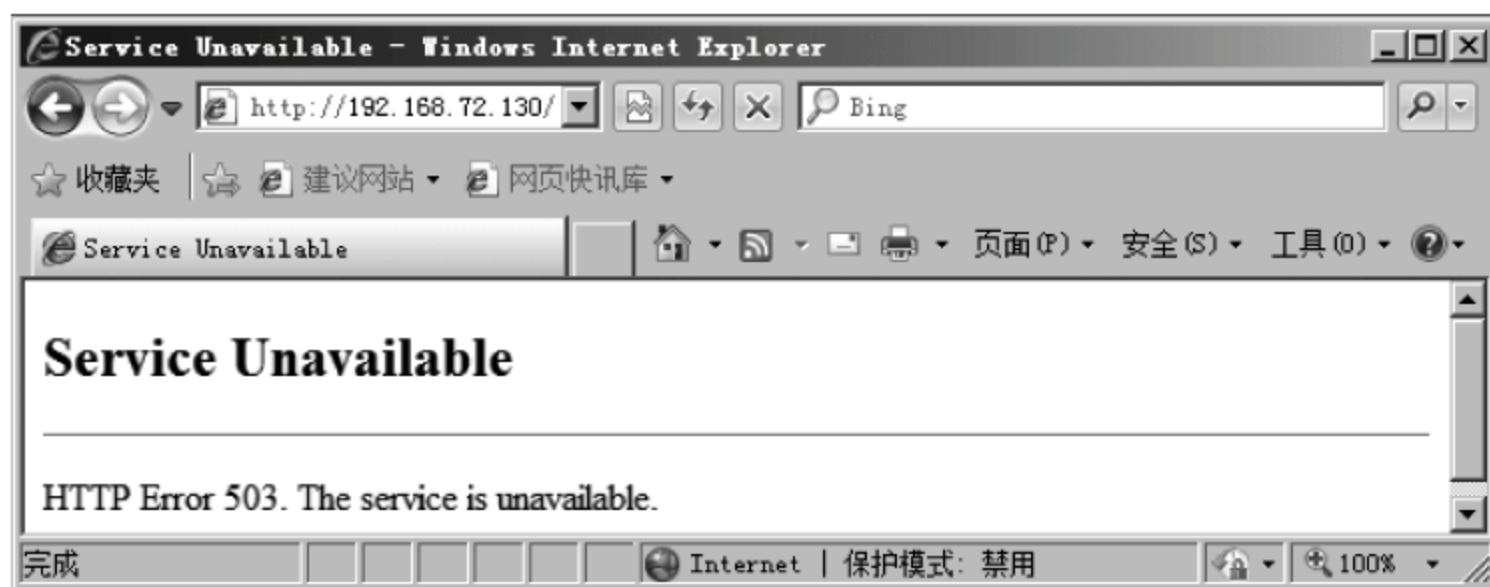 Service Unavailable - Windows Internet Explorer
http://192.168.72.130/ Bing
收藏夹 建议网站 网页快讯库
Service Unavailable 页面(P) 安全(S) 工具(O)
Service Unavailable
HTTP Error 503. The service is unavailable.
完成 Internet | 保护模式: 禁用 100%